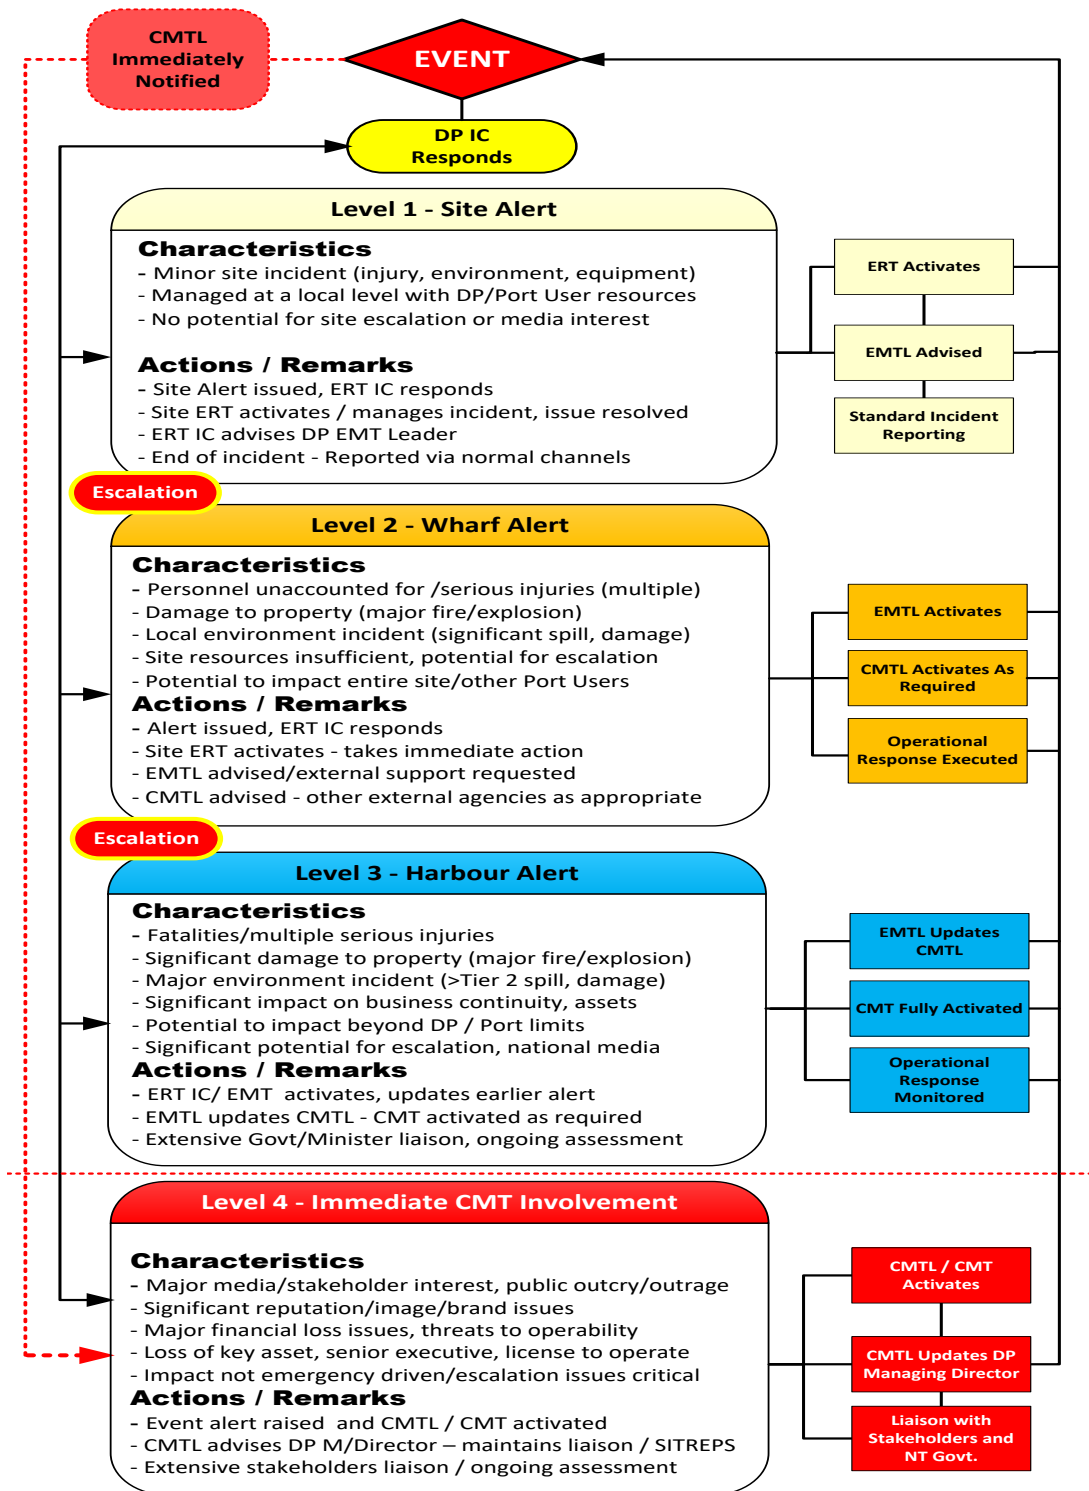 CMTL
Immediately
Notified
EVENT
DP IC
Responds
Level 1 - Site Alert
Characteristics
- Minor site incident (injury, environment, equipment)
- Managed at a local level with DP/Port User resources
- No potential for site escalation or media interest
Actions / Remarks
- Site Alert issued, ERT IC responds
- Site ERT activates / manages incident, issue resolved
- ERT IC advises DP EMT Leader
- End of incident - Reported via normal channels
ERT Activates
EMTL Advised
Standard Incident
Reporting
Escalation
Level 2 - Wharf Alert
Characteristics
- Personnel unaccounted for /serious injuries (multiple)
- Damage to property (major fire/explosion)
- Local environment incident (significant spill, damage)
- Site resources insufficient, potential for escalation
- Potential to impact entire site/other Port Users
Actions / Remarks
- Alert issued, ERT IC responds
- Site ERT activates - takes immediate action
- EMTL advised/external support requested
- CMTL advised - other external agencies as appropriate
EMTL Activates
CMTL Activates As
Required
Operational
Response Executed
Escalation
Level 3 - Harbour Alert
Characteristics
- Fatalities/multiple serious injuries
- Significant damage to property (major fire/explosion)
- Major environment incident (>Tier 2 spill, damage)
- Significant impact on business continuity, assets
- Potential to impact beyond DP / Port limits
- Significant potential for escalation, national media
Actions / Remarks
- ERT IC/ EMT  activates, updates earlier alert
- EMTL updates CMTL - CMT activated as required
- Extensive Govt/Minister liaison, ongoing assessment
EMTL Updates
CMTL
CMT Fully Activated
Operational
Response
Monitored
Level 4 - Immediate CMT Involvement
Characteristics
- Major media/stakeholder interest, public outcry/outrage
- Significant reputation/image/brand issues
- Major financial loss issues, threats to operability
- Loss of key asset, senior executive, license to operate
- Impact not emergency driven/escalation issues critical
Actions / Remarks
- Event alert raised  and CMTL / CMT activated
- CMTL advises DP M/Director – maintains liaison / SITREPS
- Extensive stakeholders liaison / ongoing assessment
CMTL / CMT
Activates
CMTL Updates DP
Managing Director
Liaison with
Stakeholders and
NT Govt.